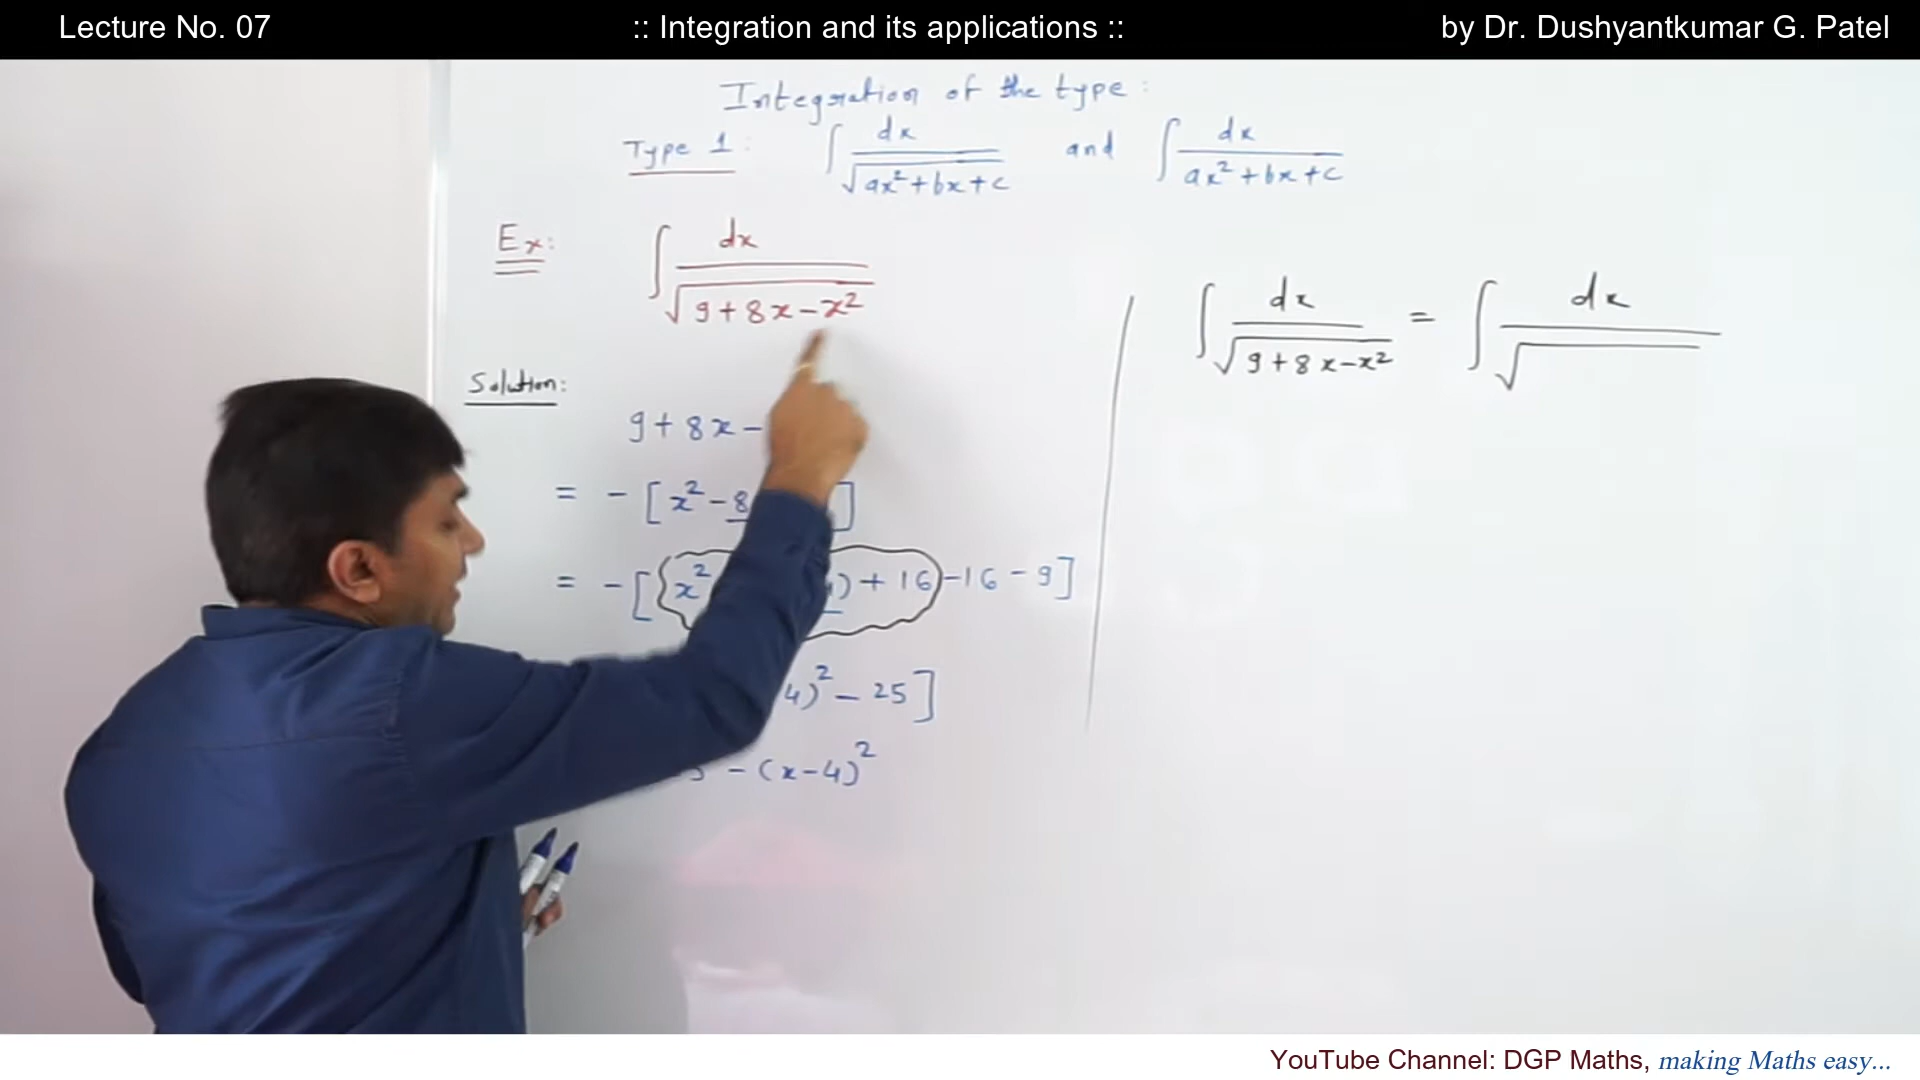 Lecture No. 07 :: Integration and its applications :: by Dr. Dushyantkumar G. Patel
Integration of the type:
Type 1: ∫ dx / √(ax² + bx + c) and ∫ dx / (ax² + bx + c)
Ex: ∫ dx / √(9 + 8x - x²)
∫ dx / √(9 + 8x - x²) = ∫ dx / √
Solution:
9 + 8x -
= - [x² - 8 ]
= - [(x² ) + 16) - 16 - 9]
4)² - 25]
- (x - 4)²
YouTube Channel: DGP Maths, making Maths easy...